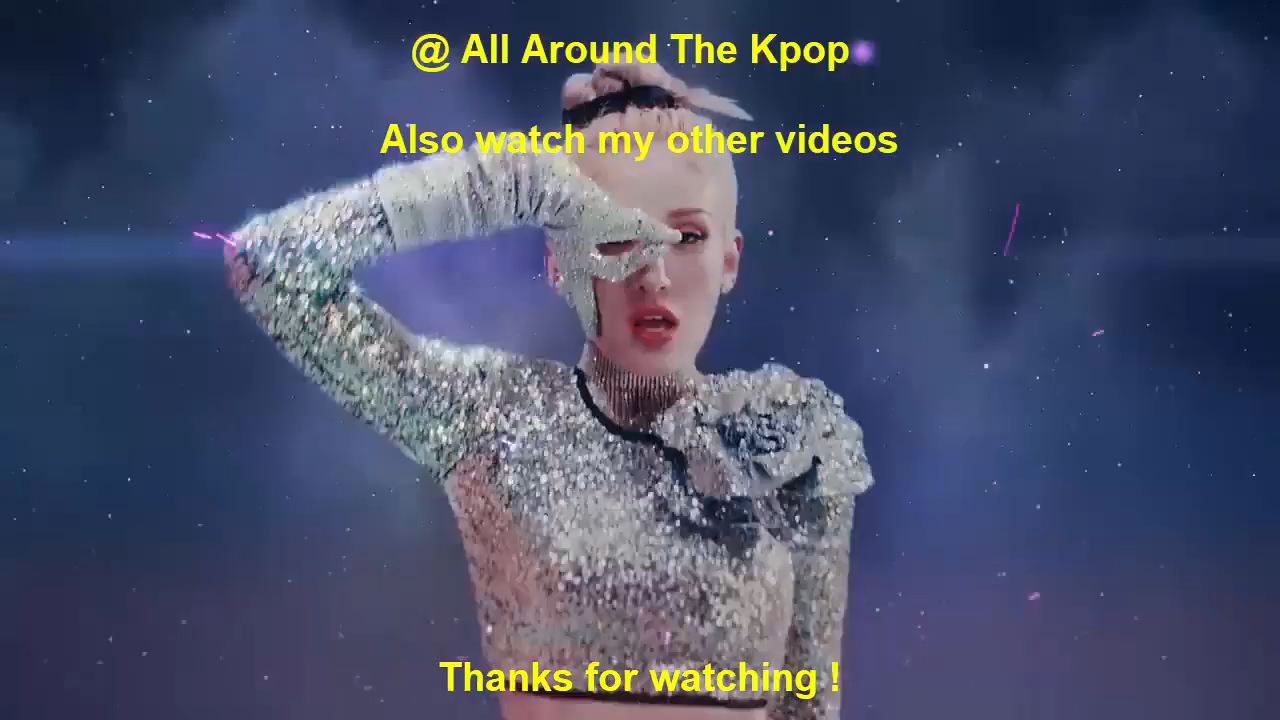 @ All Around The Kpop
Also watch my other videos
Thanks for watching !